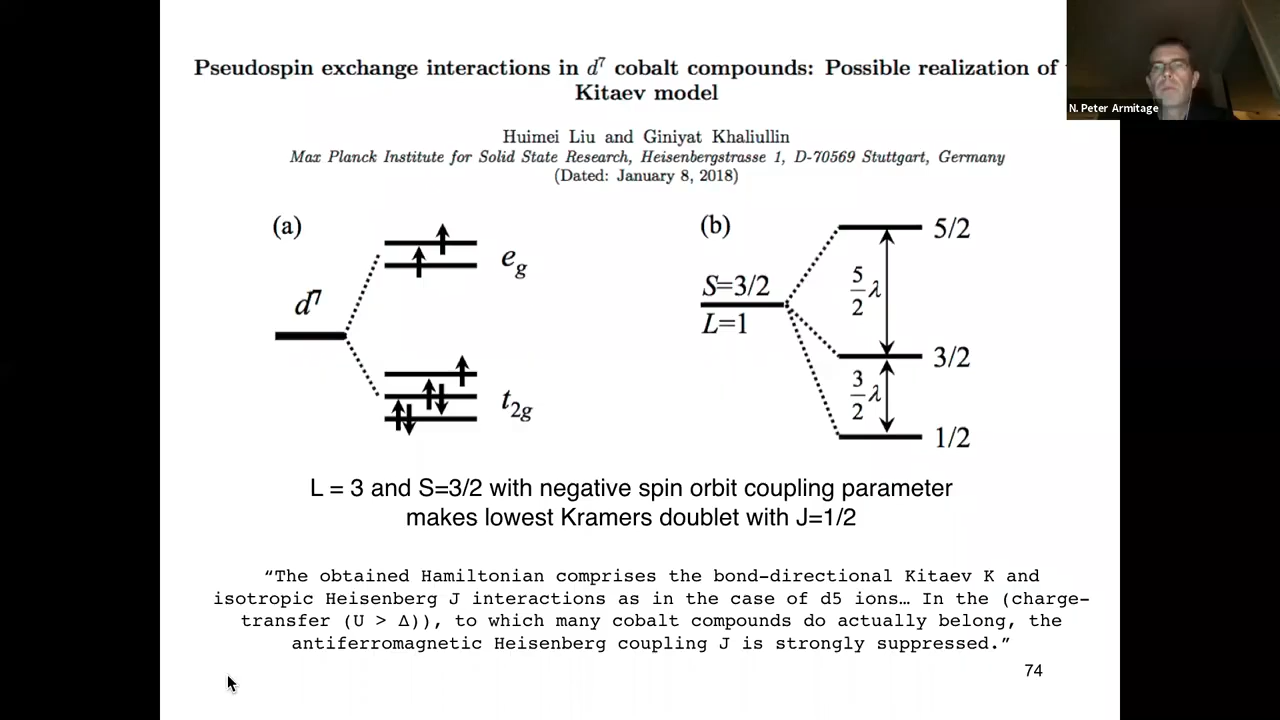 Pseudospin exchange interactions in d⁷ cobalt compounds: Possible realization of
Kitaev model
N. Peter Armitage
Huimei Liu and Giniyat Khaliullin
Max Planck Institute for Solid State Research, Heisenbergstrasse 1, D-70569 Stuttgart, Germany
(Dated: January 8, 2018)
(a)
d⁷
e_g
t_2g
(b)
S=3/2
L=1
5/2
5/2 λ
3/2
3/2 λ
1/2
L = 3 and S=3/2 with negative spin orbit coupling parameter
makes lowest Kramers doublet with J=1/2
“The obtained Hamiltonian comprises the bond-directional Kitaev K and
isotropic Heisenberg J interactions as in the case of d5 ions… In the (charge-
transfer (U > Δ)), to which many cobalt compounds do actually belong, the
antiferromagnetic Heisenberg coupling J is strongly suppressed.”
74